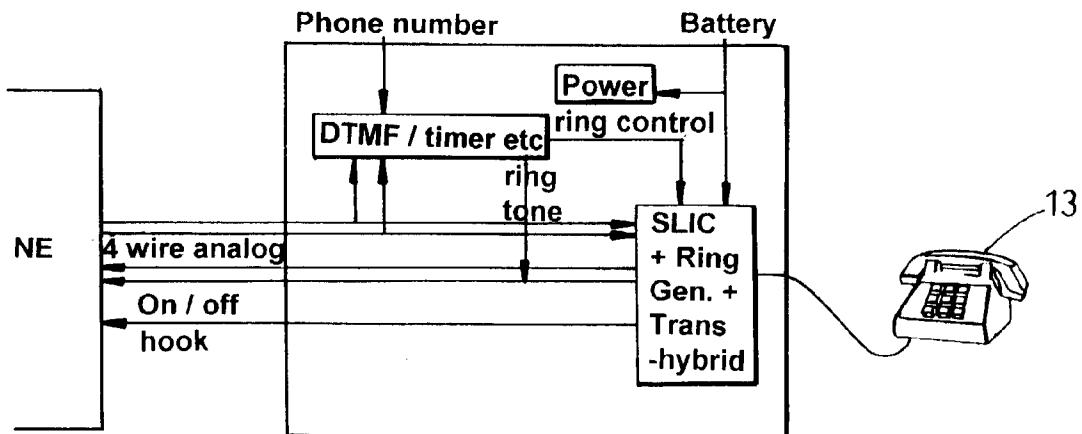 Phone number
Battery
Power
DTMF / timer etc
ring control
ring
tone
NE
4 wire analog
On / off
hook
SLIC
+ Ring
Gen. +
Trans
-hybrid
13